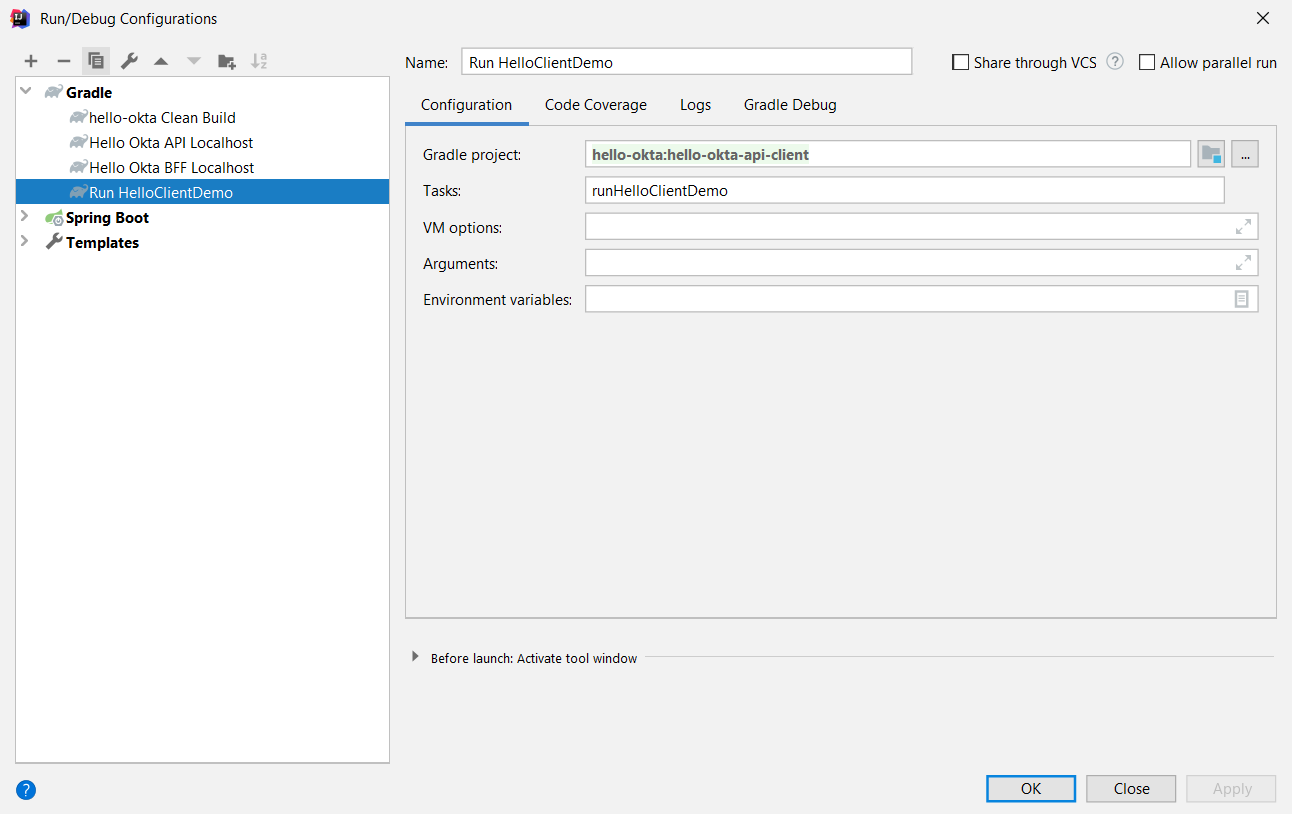 Run/Debug Configurations
Name: Run HelloClientDemo Share through VCS ? Allow parallel run
Gradle
hello-okta Clean Build
Hello Okta API Localhost
Hello Okta BFF Localhost
Run HelloClientDemo
Spring Boot
Templates
Configuration Code Coverage Logs Gradle Debug
Gradle project: hello-okta:hello-okta-api-client ...
Tasks: runHelloClientDemo
VM options:
Arguments:
Environment variables:
Before launch: Activate tool window
? OK Close Apply